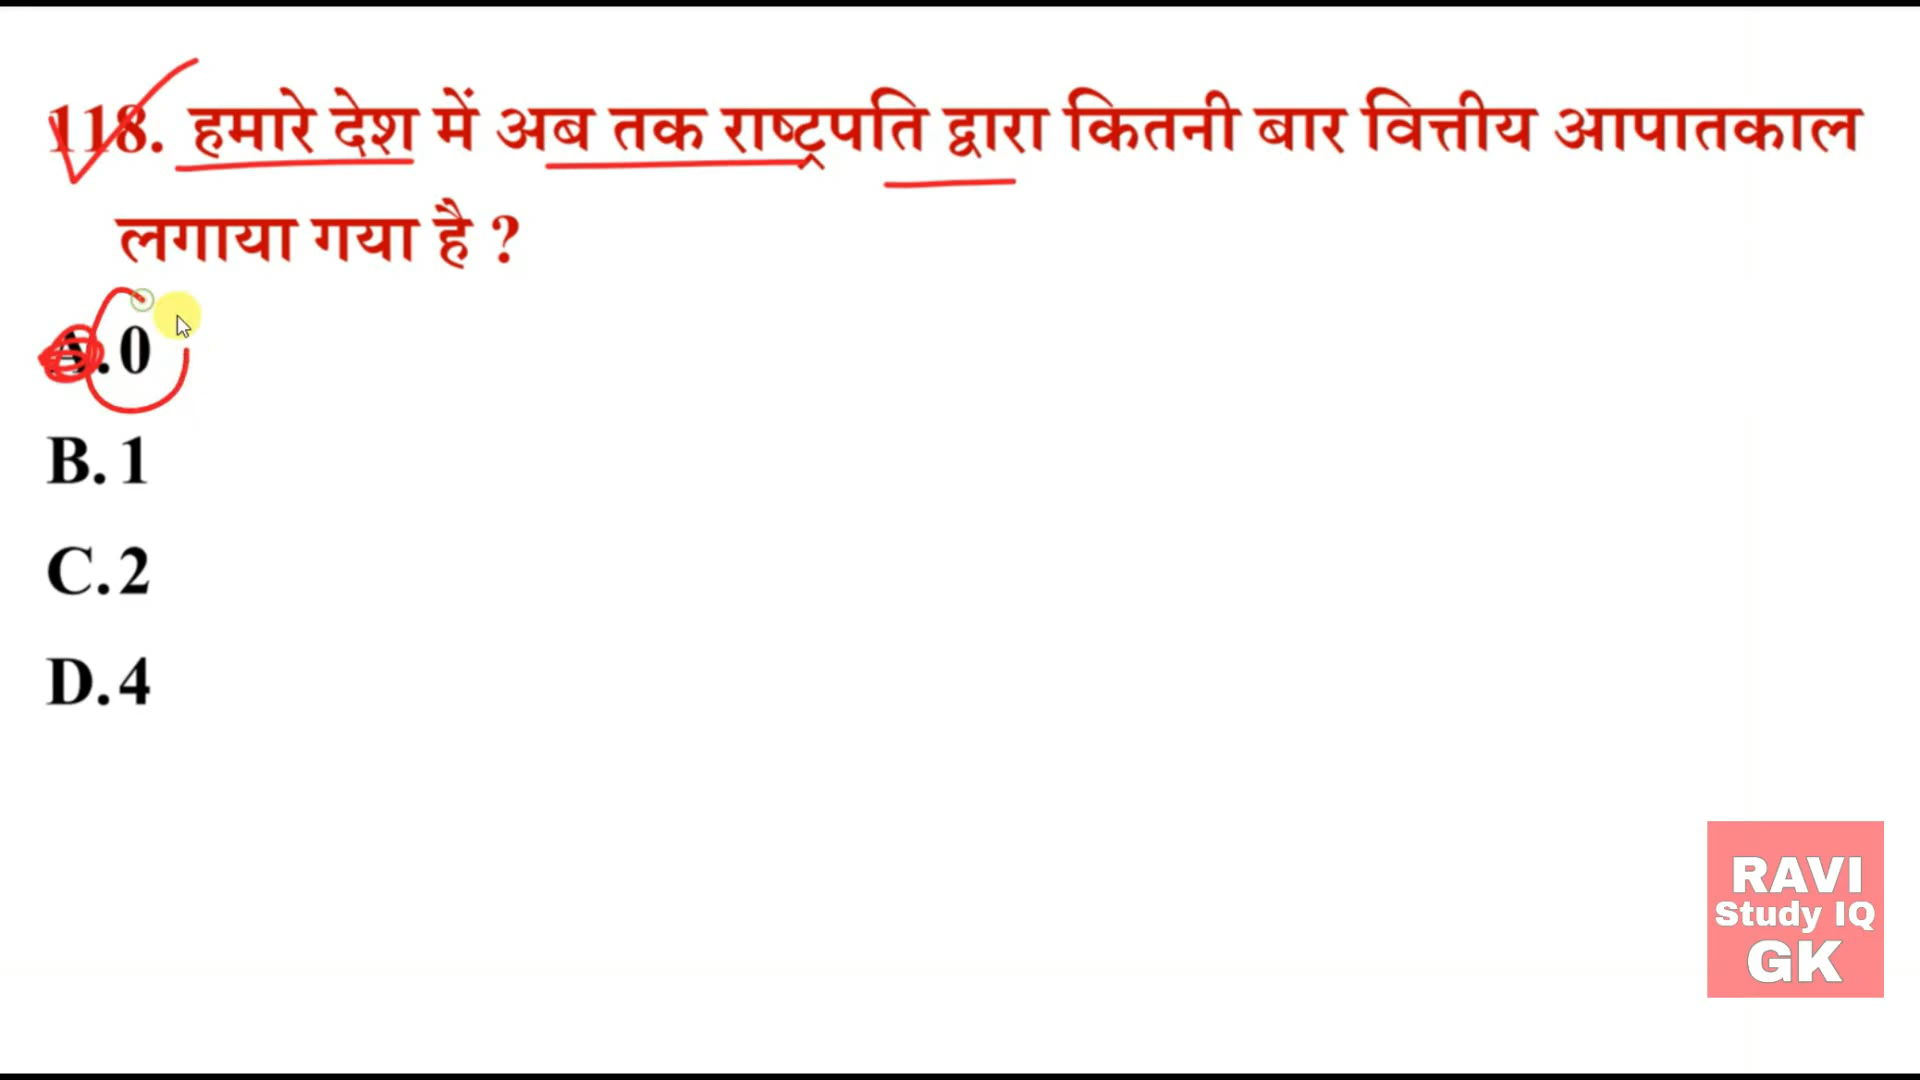 118. हमारे देश में अब तक राष्ट्रपति द्वारा कितनी बार वित्तीय आपातकाल
लगाया गया है ?
A. 0
B. 1
C. 2
D. 4
RAVI
Study IQ
GK